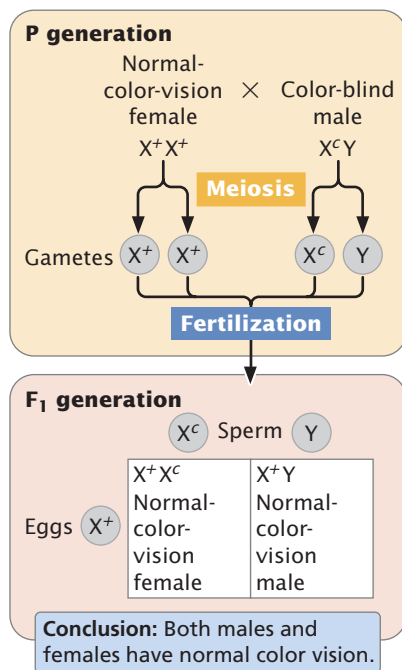 P generation
Normal-
color-vision
female
×
Color-blind
male
X⁺X⁺
XᶜY
Meiosis
Gametes X⁺ X⁺ Xᶜ Y
Fertilization
F₁ generation
Xᶜ Sperm Y
Eggs X⁺
X⁺Xᶜ
Normal-
color-
vision
female
X⁺Y
Normal-
color-
vision
male
Conclusion: Both males and
females have normal color vision.